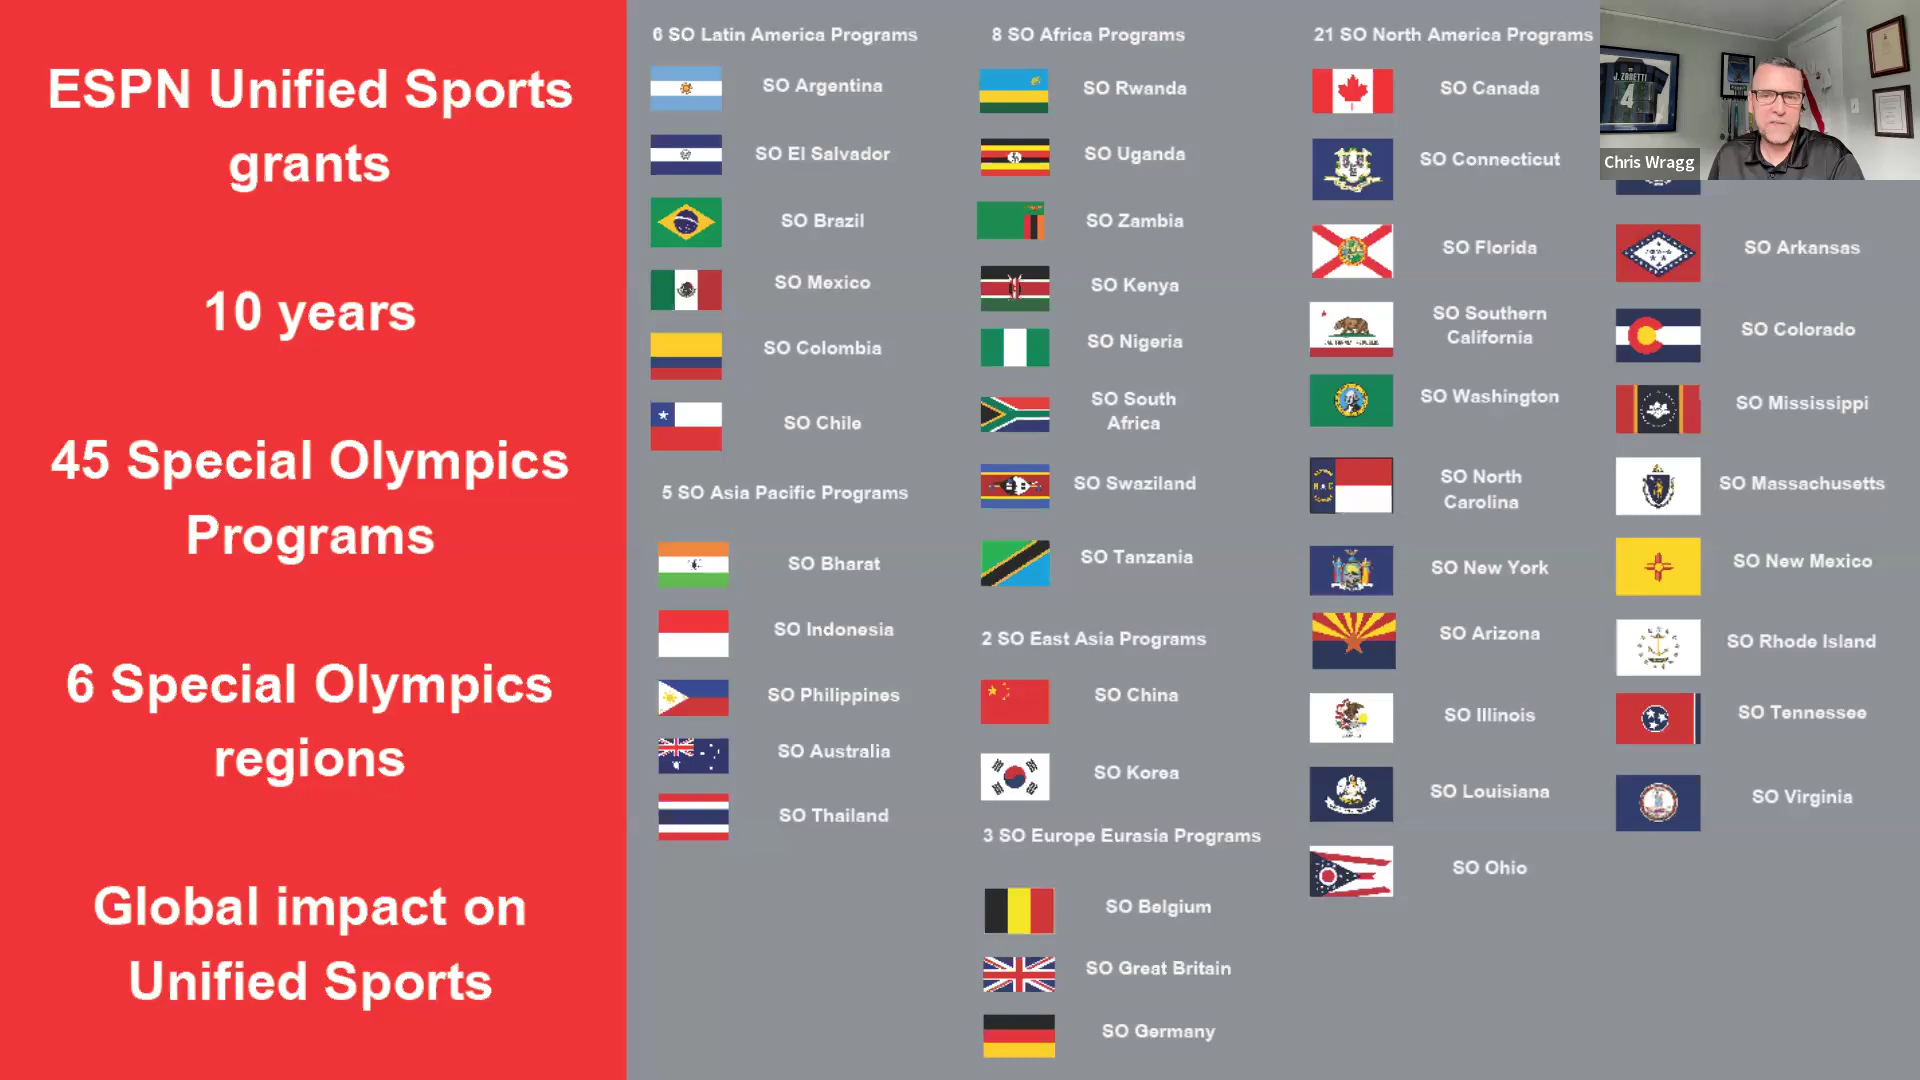 ESPN Unified Sports
grants
10 years
45 Special Olympics
Programs
6 Special Olympics
regions
Global impact on
Unified Sports
6 SO Latin America Programs
SO Argentina
SO El Salvador
SO Brazil
SO Mexico
SO Colombia
SO Chile
5 SO Asia Pacific Programs
SO Bharat
SO Indonesia
SO Philippines
SO Australia
SO Thailand
8 SO Africa Programs
SO Rwanda
SO Uganda
SO Zambia
SO Kenya
SO Nigeria
SO South
Africa
SO Swaziland
SO Tanzania
2 SO East Asia Programs
SO China
SO Korea
3 SO Europe Eurasia Programs
SO Belgium
SO Great Britain
SO Germany
21 SO North America Programs
SO Canada
SO Connecticut
SO Florida
SO Southern
California
SO Washington
SO North
Carolina
SO New York
SO Arizona
SO Illinois
SO Louisiana
SO Ohio
SO Arkansas
SO Colorado
SO Mississippi
SO Massachusetts
SO New Mexico
SO Rhode Island
SO Tennessee
SO Virginia
J. ZANETTI
4
Chris Wragg